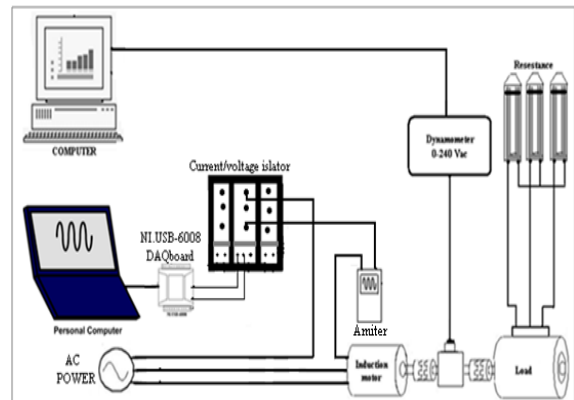 Resestance
Dynamometer
0-240 Vac
COMPUTER
Current/voltage islator
NI.USB-6008
DAQboard
Personal Computer
Amiter
AC
POWER
Induction
motor
Load